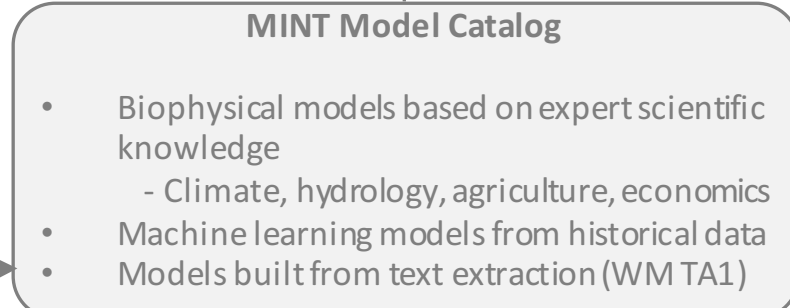 MINT Model Catalog
• Biophysical models based on expert scientific
knowledge
- Climate, hydrology, agriculture, economics
• Machine learning models from historical data
• Models built from text extraction (WM TA1)